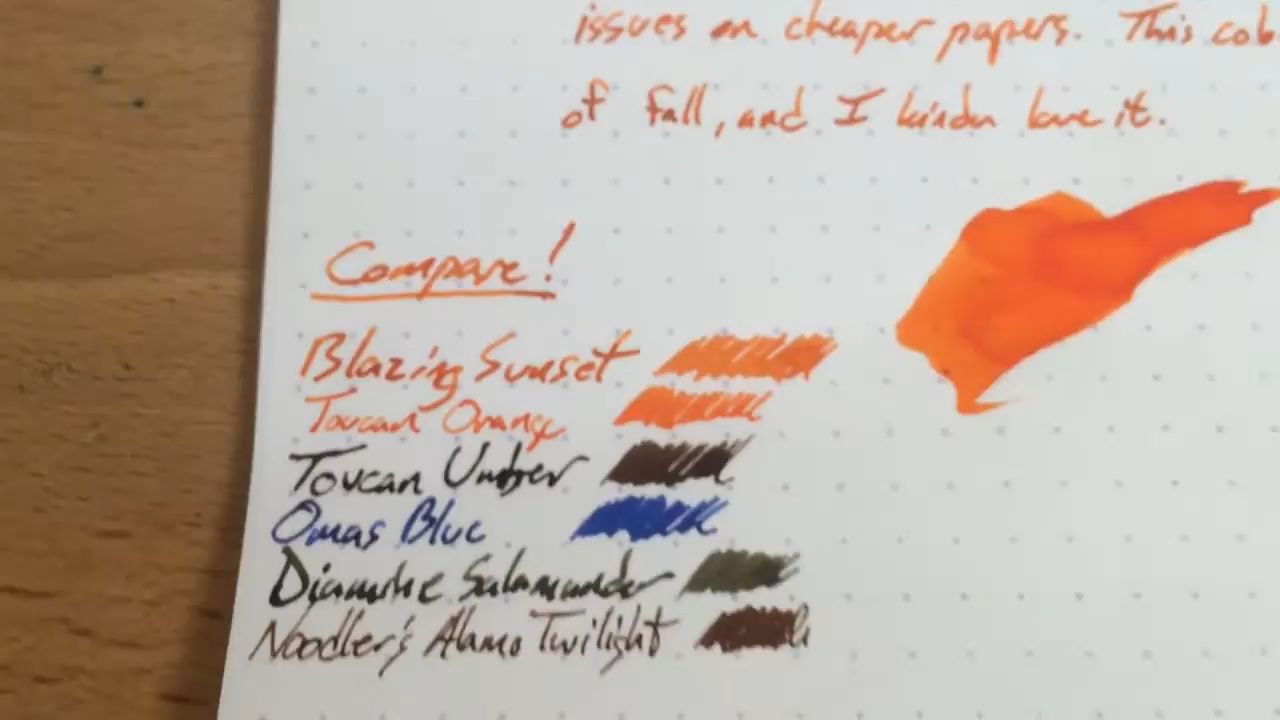 issues on cheaper papers. This
of fall, and I kinda love it.
Compare!
Blazing Sunset
Toucan Orange
Toucan Umber
Omas Blue
Diamine Salamander
Noodler's Alamo Twilight